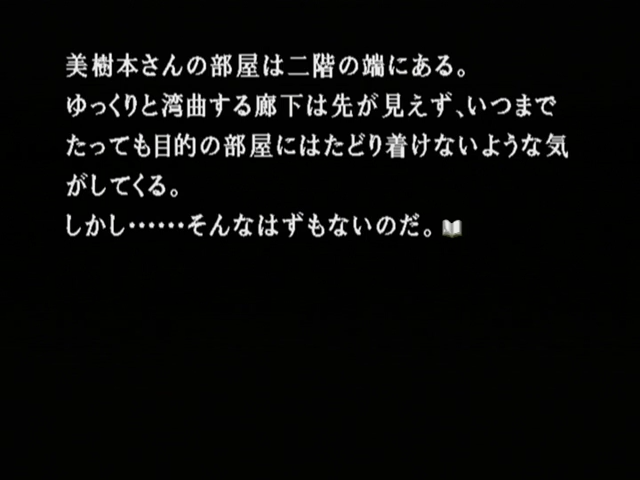 美樹本さんの部屋は二階の端にある。
ゆっくりと湾曲する廊下は先が見えず、いつまで
たっても目的の部屋にはたどり着けないような気
がしてくる。
しかし……そんなはずもないのだ。